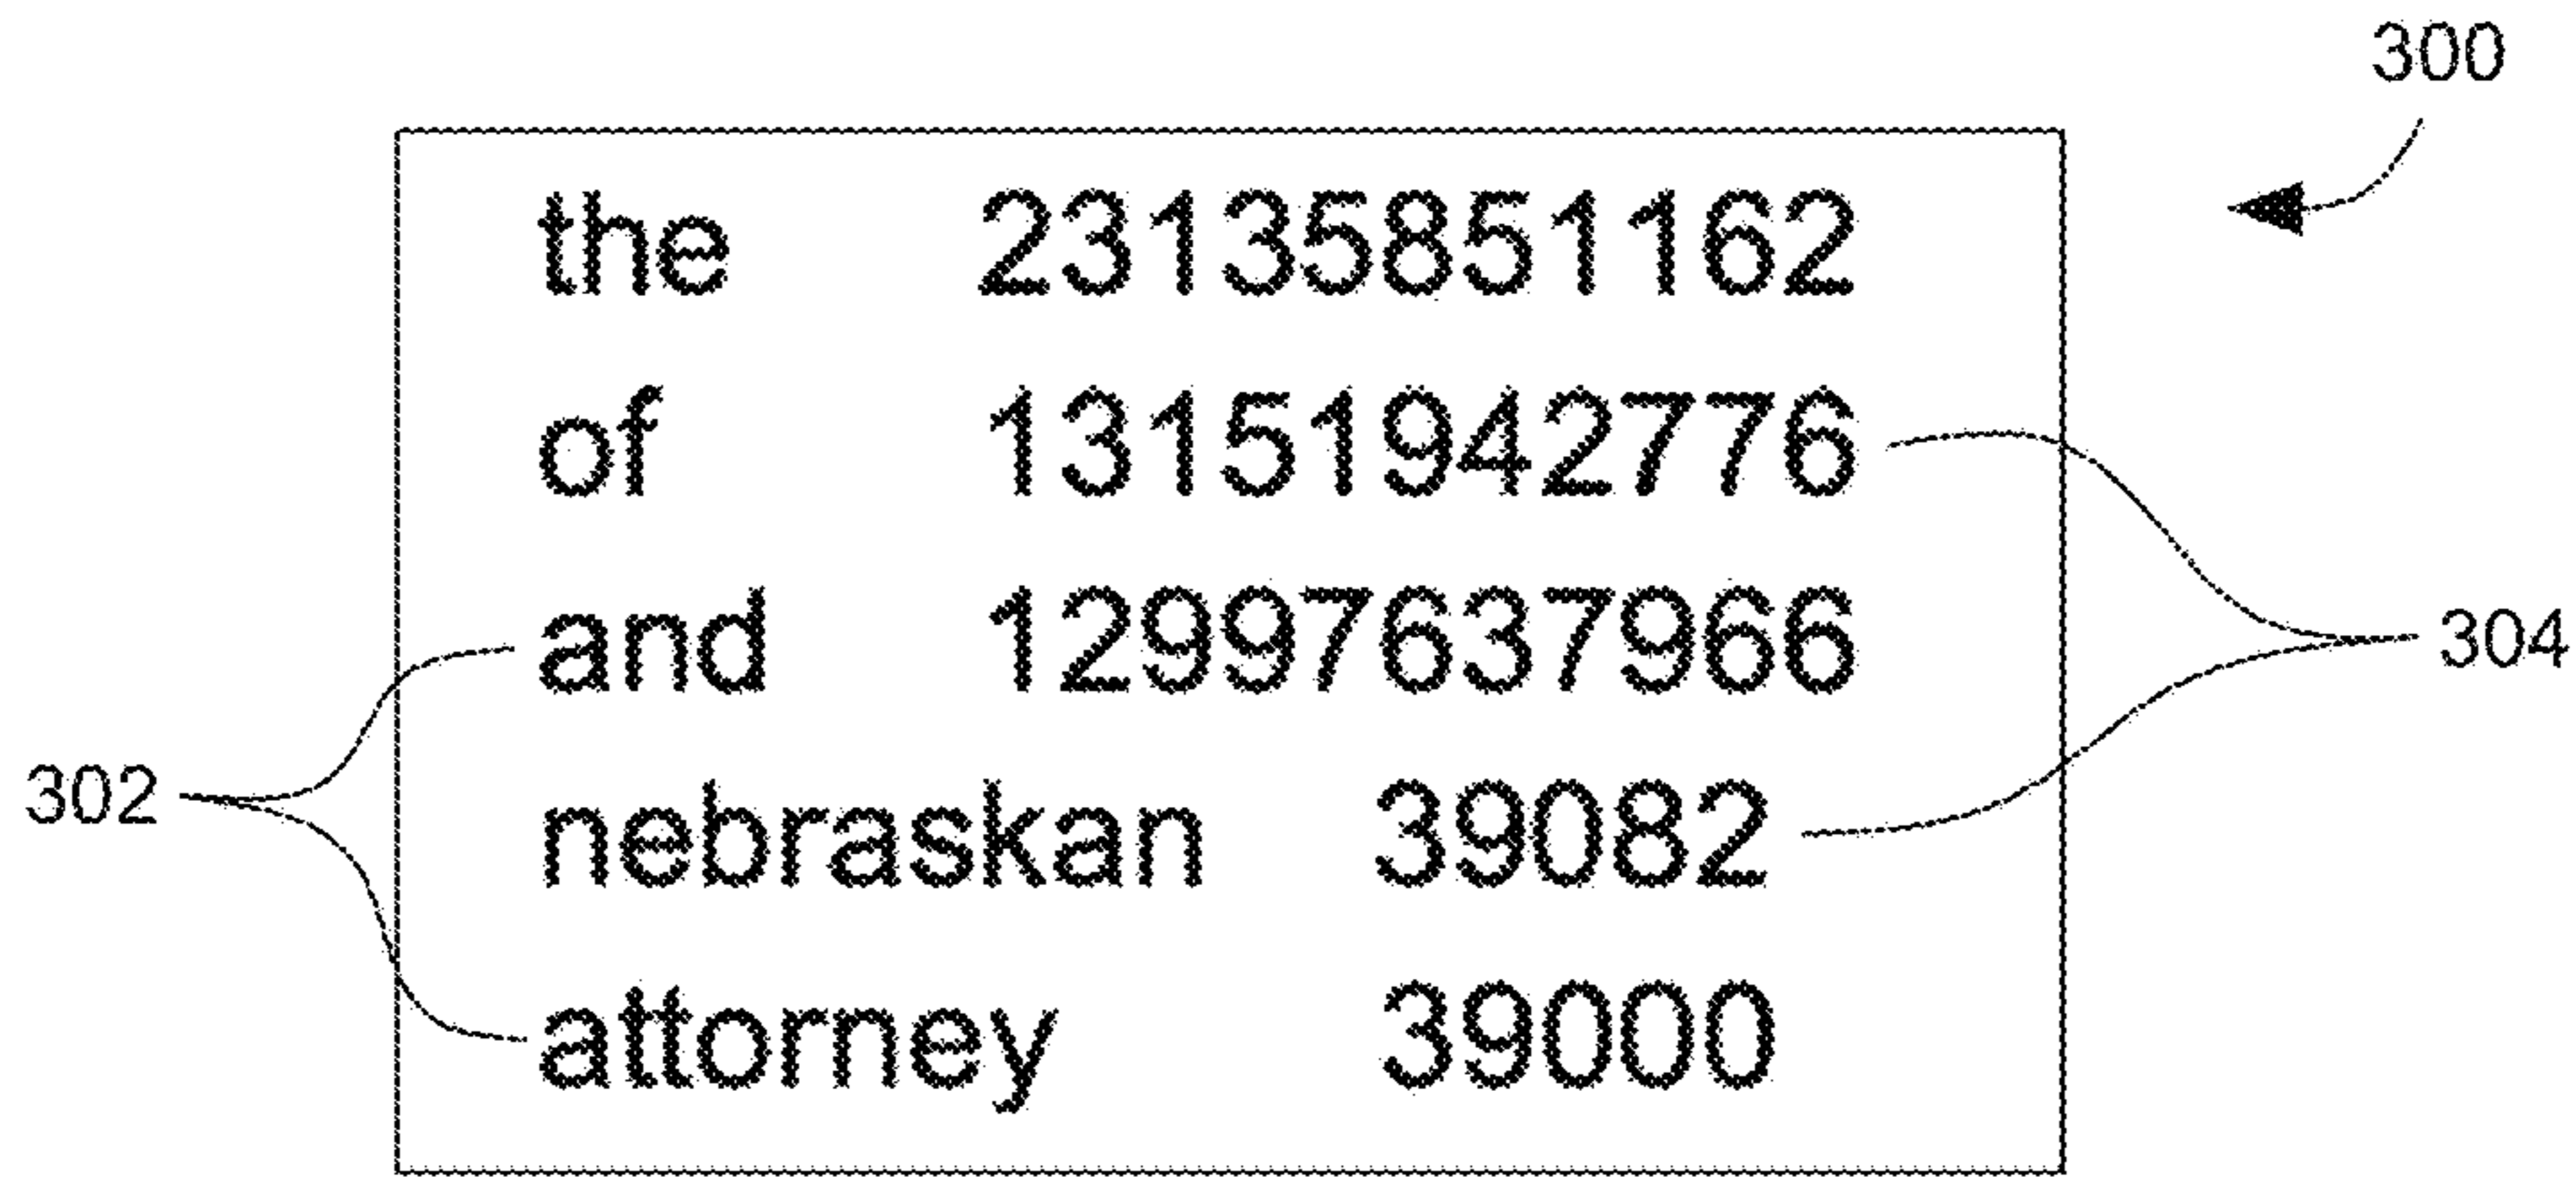 300
the 23135851162
of 13151942776
and 12997637966
304
302
nebraskan 39082
attorney 39000